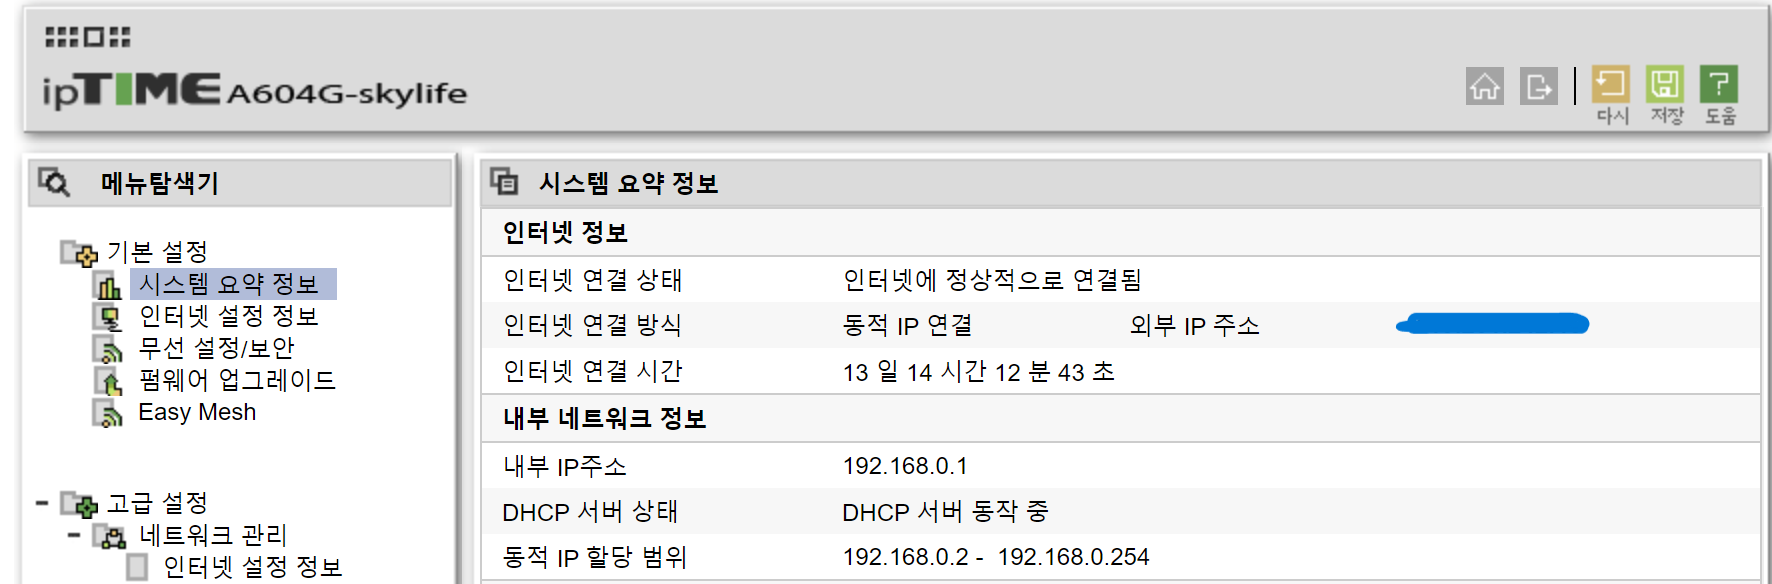 ipTIME A604G-skylife
다시 저장 도움
메뉴탐색기
기본 설정
시스템 요약 정보
인터넷 설정 정보
무선 설정/보안
펌웨어 업그레이드
Easy Mesh
고급 설정
네트워크 관리
인터넷 설정 정보
시스템 요약 정보
인터넷 정보
인터넷 연결 상태 인터넷에 정상적으로 연결됨
인터넷 연결 방식 동적 IP 연결 외부 IP 주소
인터넷 연결 시간 13 일 14 시간 12 분 43 초
내부 네트워크 정보
내부 IP주소 192.168.0.1
DHCP 서버 상태 DHCP 서버 동작 중
동적 IP 할당 범위 192.168.0.2 - 192.168.0.254